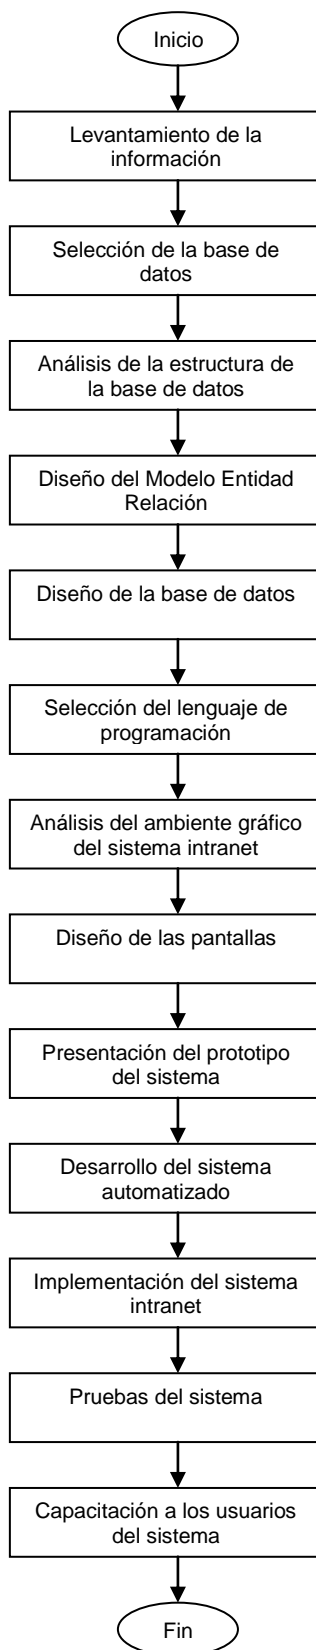 Inicio
Levantamiento de la
información
Selección de la base de
datos
Análisis de la estructura de
la base de datos
Diseño del Modelo Entidad
Relación
Diseño de la base de datos
Selección del lenguaje de
programación
Análisis del ambiente gráfico
del sistema intranet
Diseño de las pantallas
Presentación del prototipo
del sistema
Desarrollo del sistema
automatizado
Implementación del sistema
intranet
Pruebas del sistema
Capacitación a los usuarios
del sistema
Fin